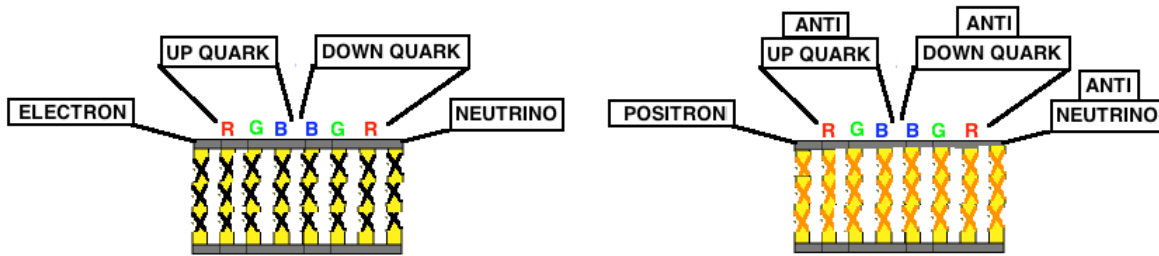 UP QUARK
DOWN QUARK
ELECTRON
NEUTRINO
R G B B G R
ANTI
UP QUARK
ANTI
DOWN QUARK
POSITRON
ANTI
NEUTRINO
R G B B G R